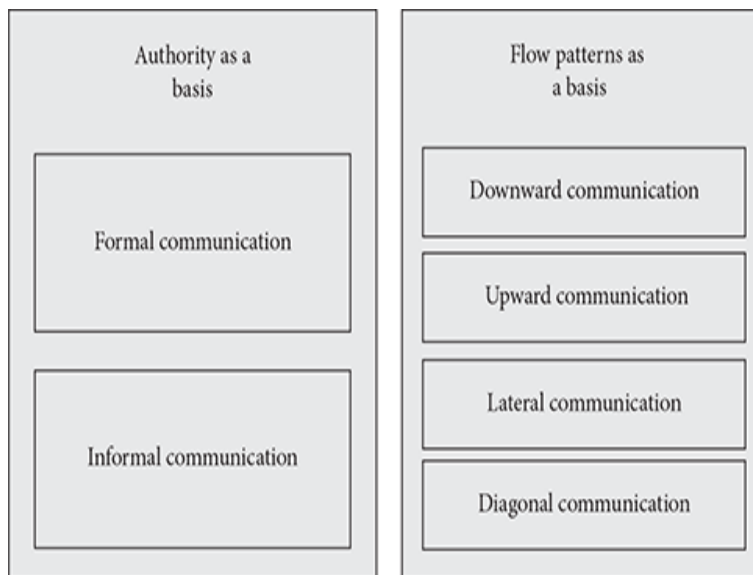 Authority as a
basis
Formal communication
Informal communication
Flow patterns as
a basis
Downward communication
Upward communication
Lateral communication
Diagonal communication